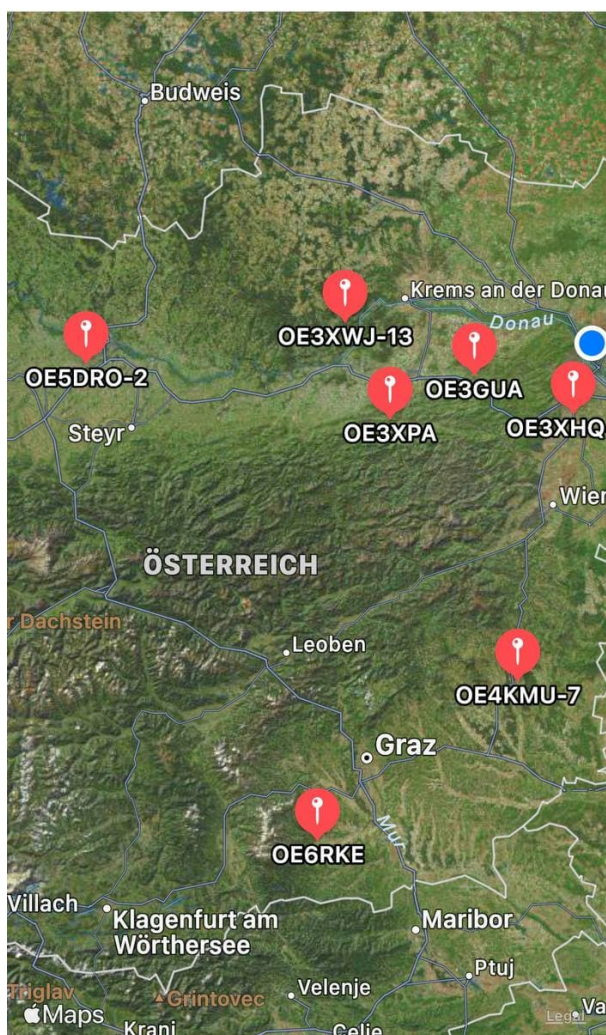 Budweis
Krems an der Donau
Donau
OE3XWJ-13
OE5DRO-2
OE3GUA
OE3XPA
OE3XHQ
Steyr
Wien
ÖSTERREICH
r Dachstein
Leoben
OE4KMU-7
Graz
Mur
OE6RKE
Villach
Klagenfurt am
Wörthersee
Maribor
Ptuj
Triglav
Grintovec
Velenje
Maps
Legal
Va
Kranj
Celje